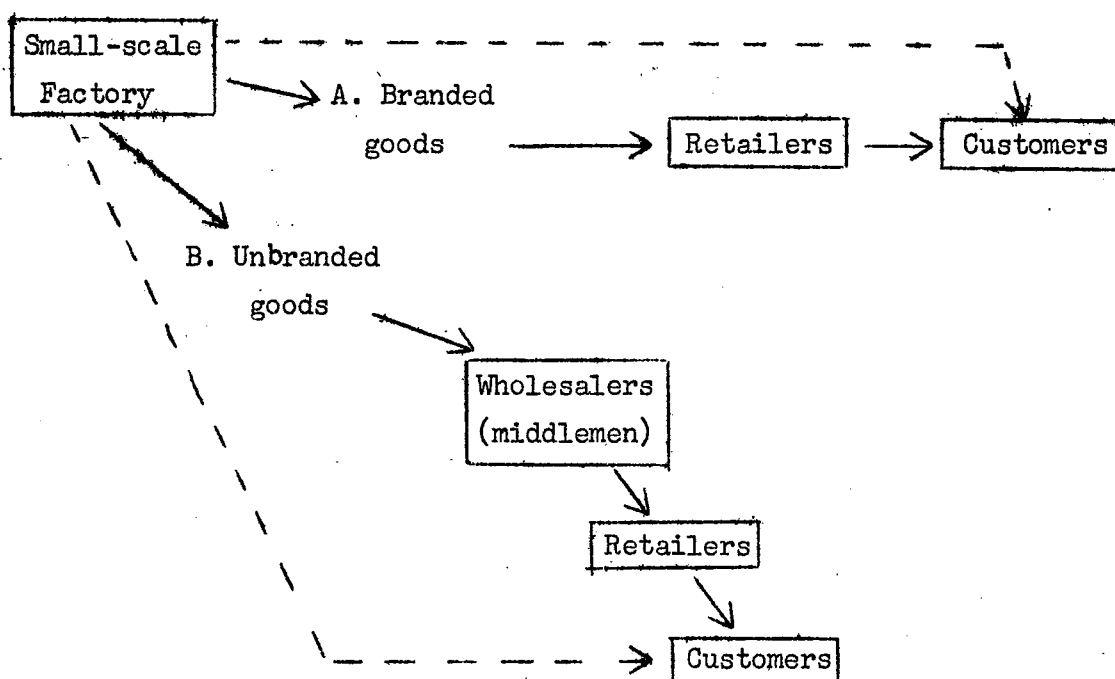 Small-scale
Factory
A. Branded
goods
Retailers
Customers
B. Unbranded
goods
Wholesalers
(middlemen)
Retailers
Customers